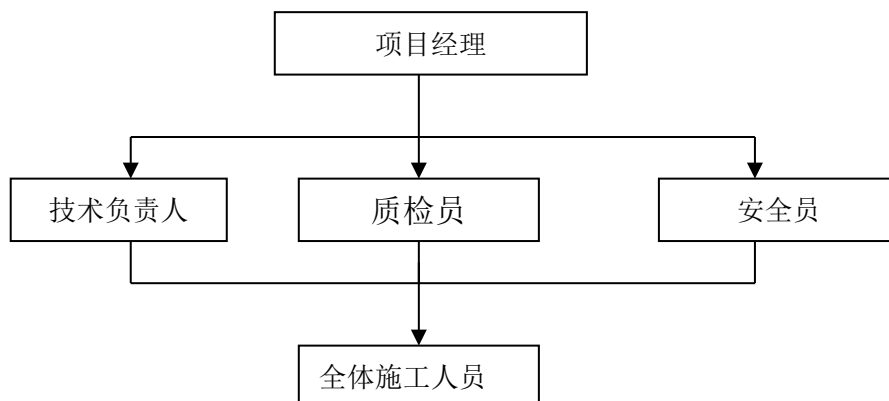 项目经理
技术负责人
质检员
安全员
全体施工人员